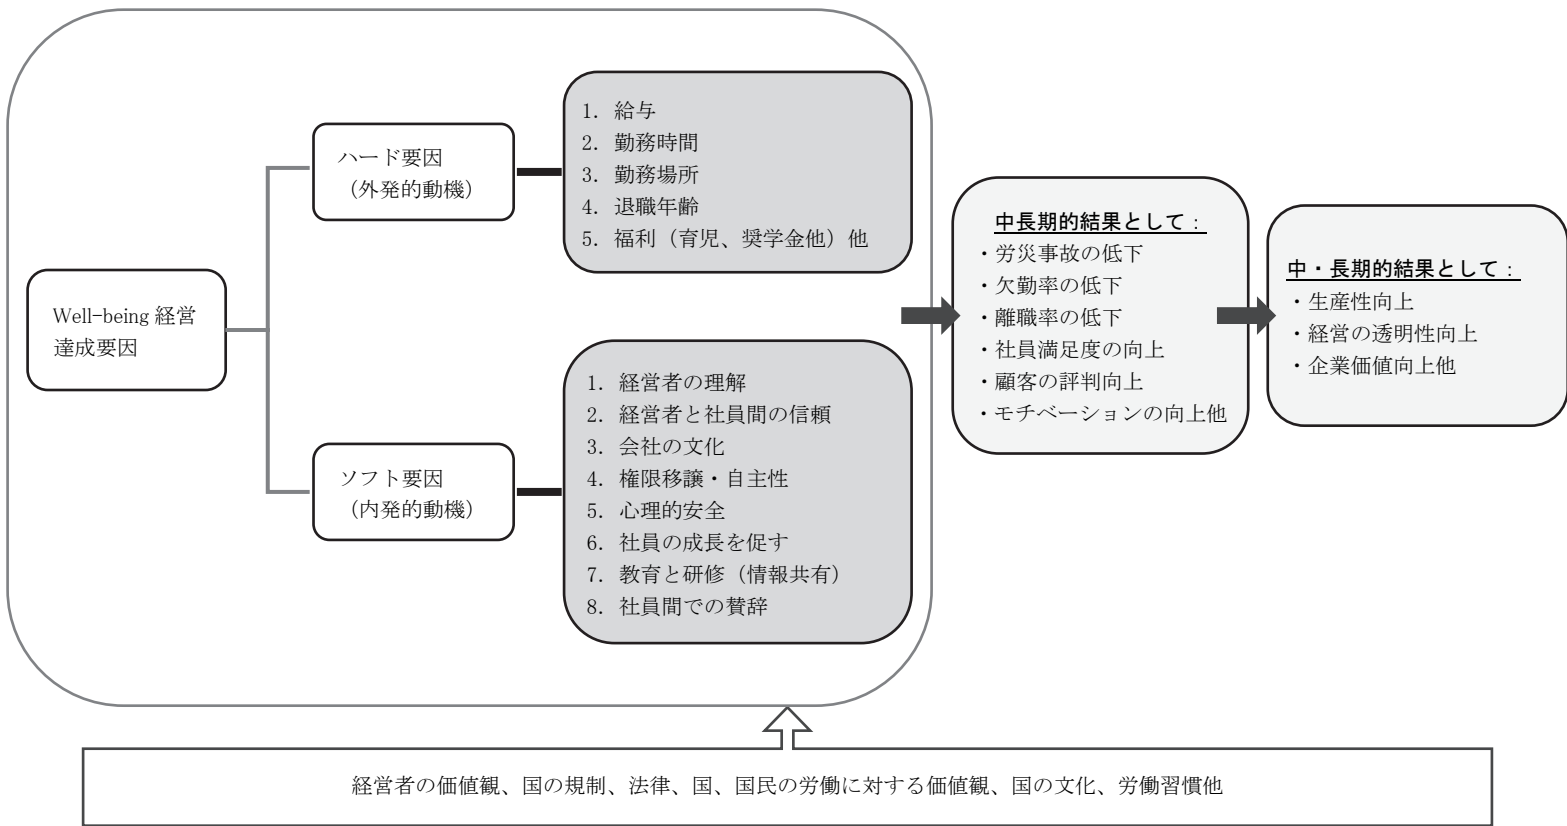 Well-being 経営
達成要因
ハード要因
（外発的動機）
1. 給与
2. 勤務時間
3. 勤務場所
4. 退職年齢
5. 福利（育児、奨学金他）他
ソフト要因
（内発的動機）
1. 経営者の理解
2. 経営者と社員間の信頼
3. 会社の文化
4. 権限移譲・自主性
5. 心理的安全
6. 社員の成長を促す
7. 教育と研修（情報共有）
8. 社員間での賛辞
中長期的結果として：
・労災事故の低下
・欠勤率の低下
・離職率の低下
・社員満足度の向上
・顧客の評判向上
・モチベーションの向上他
中・長期的結果として：
・生産性向上
・経営の透明性向上
・企業価値向上他
経営者の価値観、国の規制、法律、国、国民の労働に対する価値観、国の文化、労働習慣他